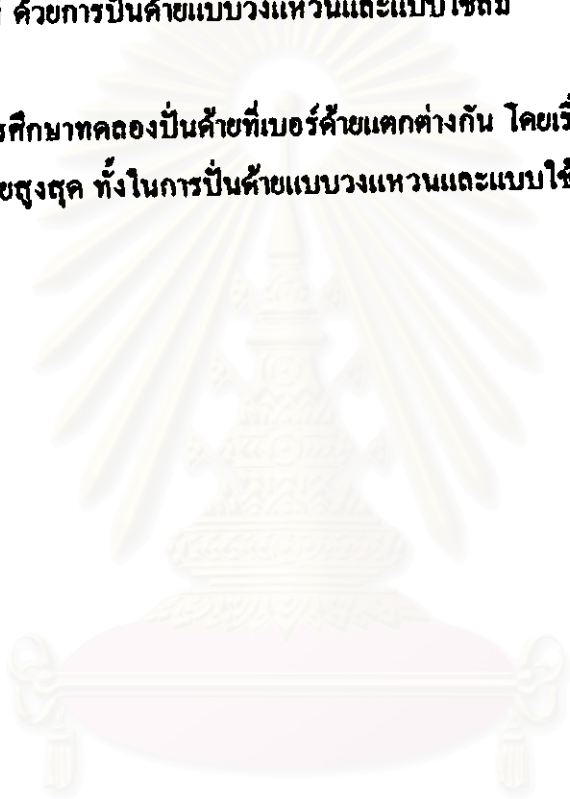 ด้วยการปั่นด้ายแบบวงแหวนและแบบใช้ลม
รศึกษาทดลองปั่นด้ายที่เบอร์ด้ายแตกต่างกัน โดยเริ่
ยสูงสุด ทั้งในการปั่นด้ายแบบวงแหวนและแบบใช้